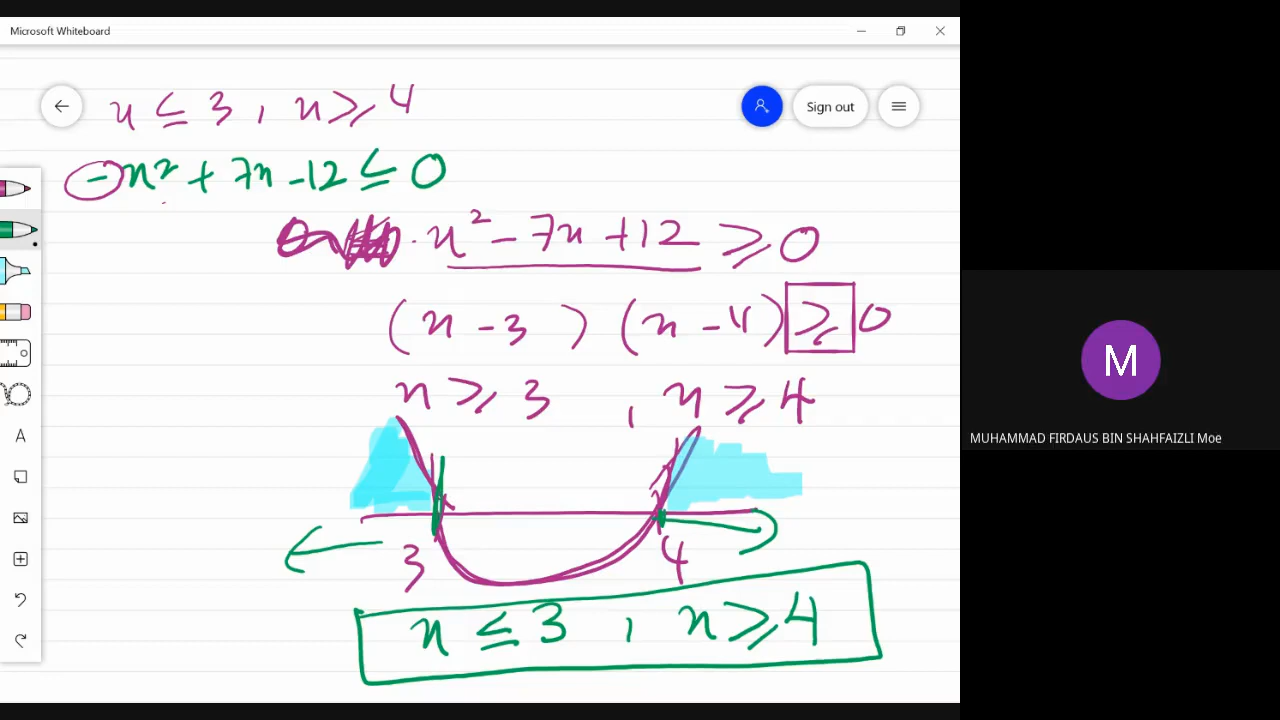 Microsoft Whiteboard
x ≤ 3 , x ≥ 4
Sign out
-x² + 7x - 12 ≤ 0
x² - 7x + 12 ≥ 0
(x - 3) (x - 4) ≥ 0
x ≥ 3 , x ≥ 4
3 4
x ≤ 3 , x ≥ 4
A
M
MUHAMMAD FIRDAUS BIN SHAHFAIZLI Moe